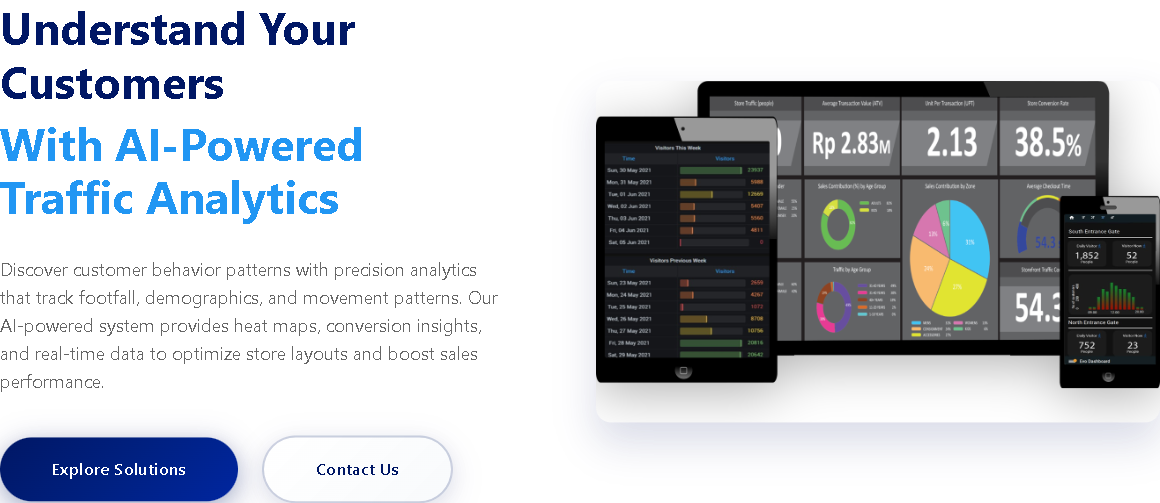 Understand Your
Customers
With AI-Powered
Traffic Analytics
Discover customer behavior patterns with precision analytics
that track footfall, demographics, and movement patterns. Our
AI-powered system provides heat maps, conversion insights,
and real-time data to optimize store layouts and boost sales
performance.
Explore Solutions
Contact Us
Store Traffic (people)
Average Transaction Value (ATV)
Rp 2.83M
Unit Per Transaction (UPT)
2.13
Store Conversion Rate
38.5%
Sales Contribution (%) by Age Group
Sales Contribution by Zone
31%
27%
13%
6%
Average Checkout Time
54.3
Traffic by Age Group
Visitors This Week
Time Visitors
Sun, 30 May 2021 23537
Mon, 31 May 2021 5988
Tue, 01 Jun 2021 12669
Wed, 02 Jun 2021 5407
Thu, 03 Jun 2021 5560
Fri, 04 Jun 2021 4811
Sat, 05 Jun 2021 0
Visitors Previous Week
Time Visitors
Sun, 23 May 2021 2659
Mon, 24 May 2021 4267
Tue, 25 May 2021
Wed, 26 May 2021 8708
Thu, 27 May 2021 10756
Fri, 28 May 2021 20816
Sat, 29 May 2021 20642
South Entrance Gate
Daily Visitor
1,852
People
Visitor Now
52
People
North Entrance Gate
Daily Visitor
752
People
Visitor Now
23
People
Dashboard